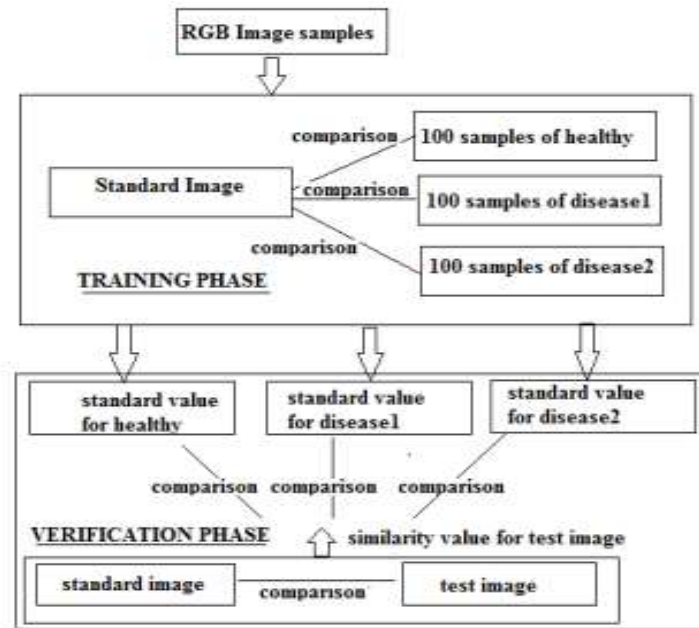 RGB Image samples
comparison
100 samples of healthy
Standard Image
comparison
100 samples of disease1
comparison
100 samples of disease2
TRAINING PHASE
standard value
for healthy
standard value
for disease1
standard value
for disease2
comparison
comparison
comparison
VERIFICATION PHASE
similarity value for test image
standard image
comparison
test image